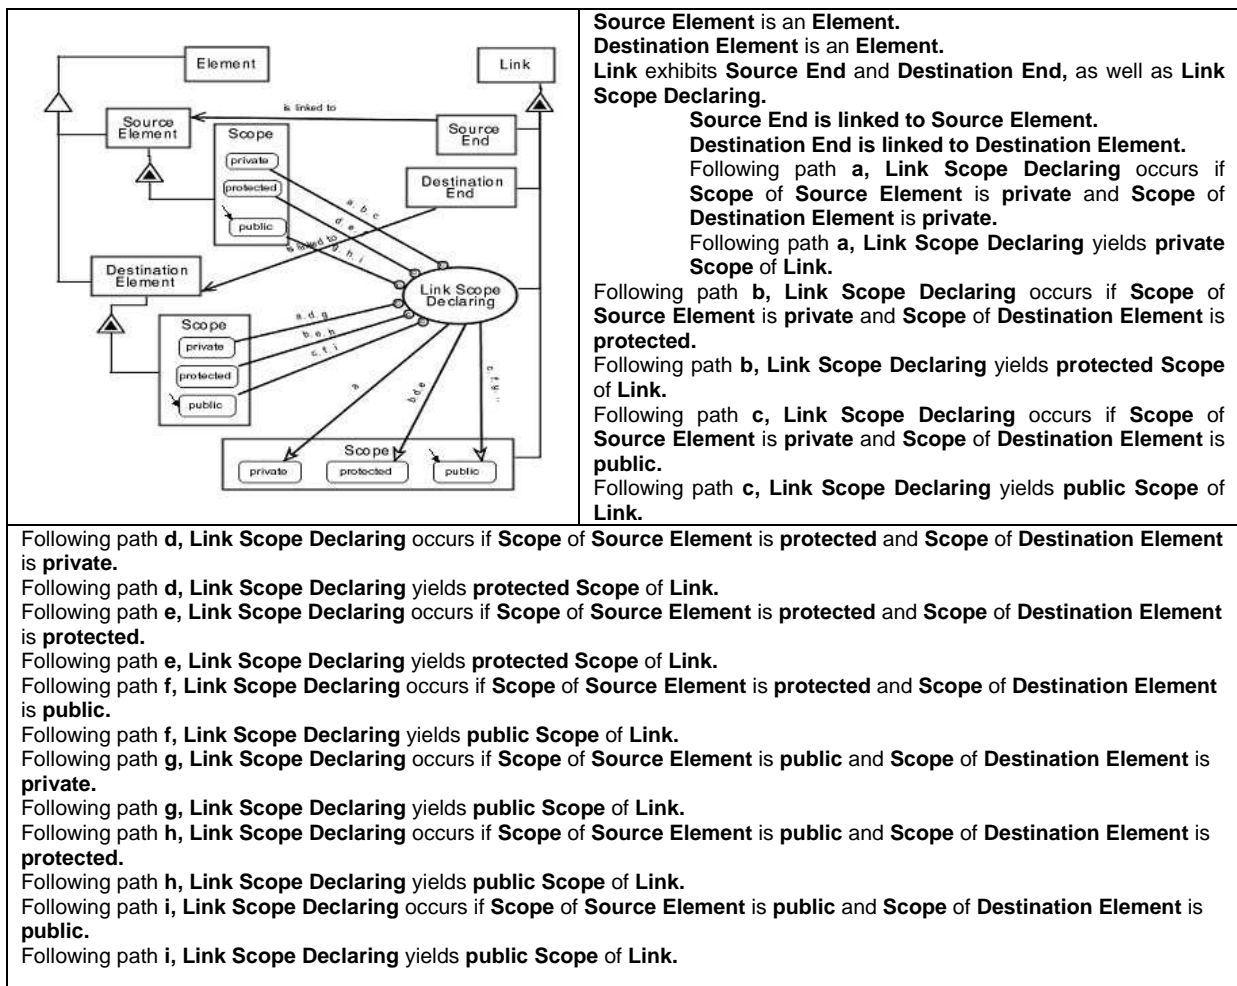 Element
Link
is linked to
Source
Element
Scope
Source
End
private
protected
Destination
End
a, b, c
d, e
public
is linked to
g, h, i
Destination
Element
Link Scope
Declaring
Scope
a, d, g
private
b, e, h
protected
c, f, i
public
a
b,d,e
Scope
private
protected
public
Source Element is an Element.
Destination Element is an Element.
Link exhibits Source End and Destination End, as well as Link
Scope Declaring.
Source End is linked to Source Element.
Destination End is linked to Destination Element.
Following path a, Link Scope Declaring occurs if
Scope of Source Element is private and Scope of
Destination Element is private.
Following path a, Link Scope Declaring yields private
Scope of Link.
Following path b, Link Scope Declaring occurs if Scope of
Source Element is private and Scope of Destination Element is
protected.
Following path b, Link Scope Declaring yields protected Scope
of Link.
Following path c, Link Scope Declaring occurs if Scope of
Source Element is private and Scope of Destination Element is
public.
Following path c, Link Scope Declaring yields public Scope of
Link.
Following path d, Link Scope Declaring occurs if Scope of Source Element is protected and Scope of Destination Element
is private.
Following path d, Link Scope Declaring yields protected Scope of Link.
Following path e, Link Scope Declaring occurs if Scope of Source Element is protected and Scope of Destination Element
is protected.
Following path e, Link Scope Declaring yields protected Scope of Link.
Following path f, Link Scope Declaring occurs if Scope of Source Element is protected and Scope of Destination Element
is public.
Following path f, Link Scope Declaring yields public Scope of Link.
Following path g, Link Scope Declaring occurs if Scope of Source Element is public and Scope of Destination Element is
private.
Following path g, Link Scope Declaring yields public Scope of Link.
Following path h, Link Scope Declaring occurs if Scope of Source Element is public and Scope of Destination Element is
protected.
Following path h, Link Scope Declaring yields public Scope of Link.
Following path i, Link Scope Declaring occurs if Scope of Source Element is public and Scope of Destination Element is
public.
Following path i, Link Scope Declaring yields public Scope of Link.